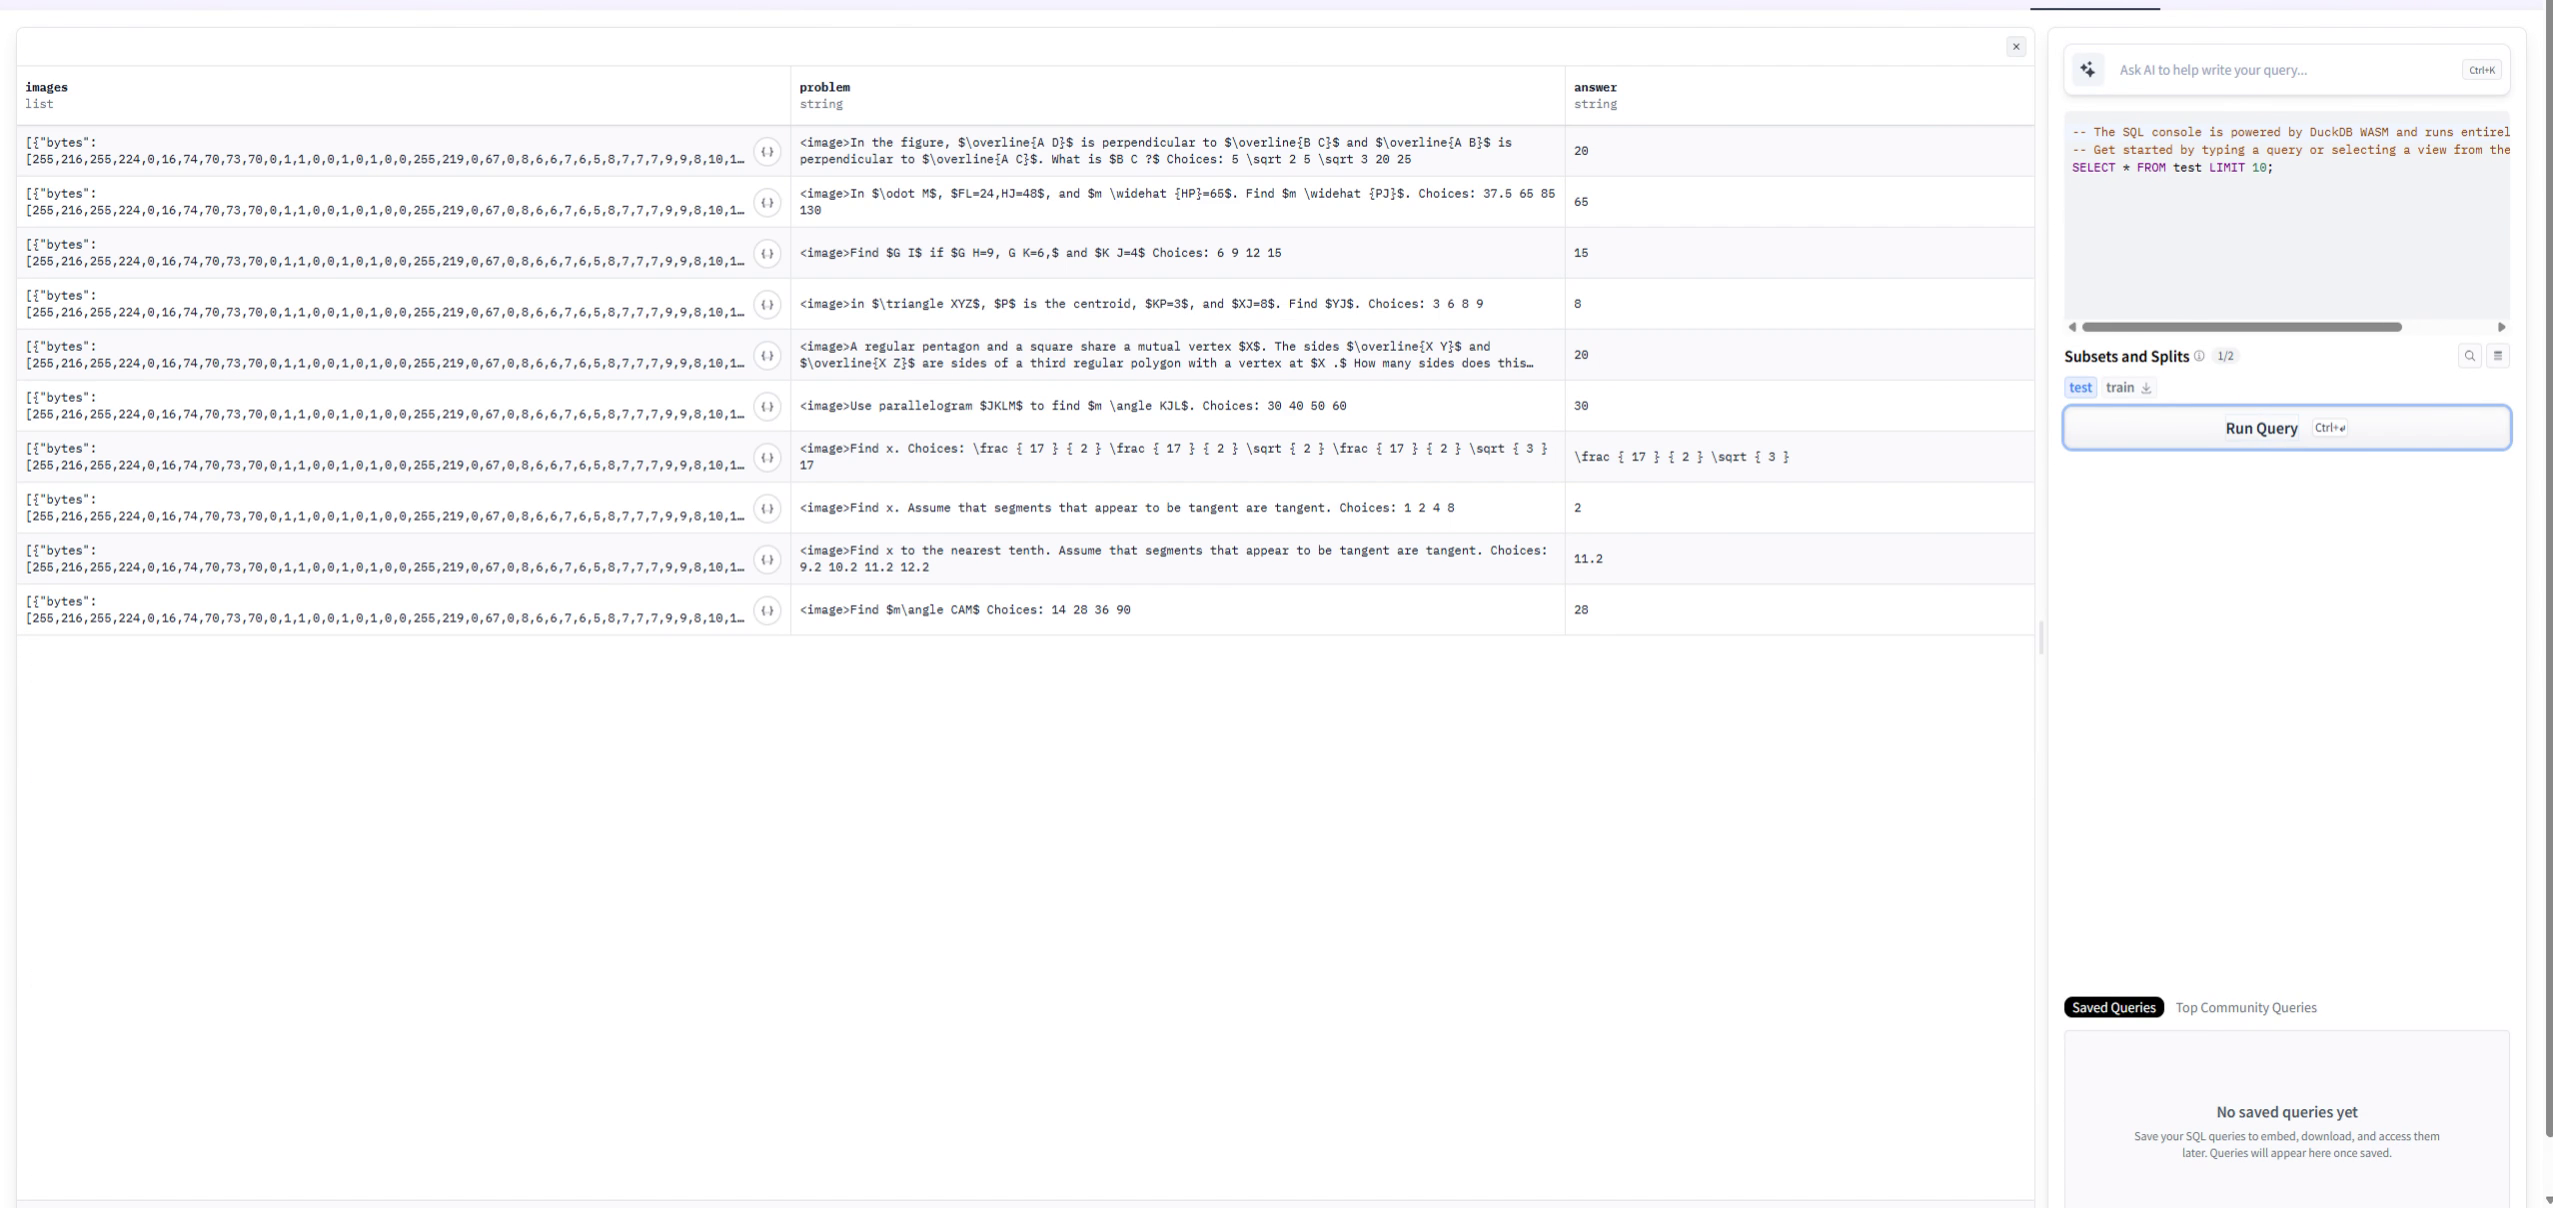 images
list
problem
string
answer
string
[{"bytes":
[255,216,255,224,0,16,74,70,73,70,0,1,1,0,0,1,0,1,0,0,255,219,0,67,0,8,6,6,7,6,5,8,7,7,7,9,9,8,10,1…
{.}
<image>In the figure, $\overline{A D}$ is perpendicular to $\overline{B C}$ and $\overline{A B}$ is
perpendicular to $\overline{A C}$. What is $B C ?$ Choices: 5 \sqrt 2 5 \sqrt 3 20 25
20
[{"bytes":
[255,216,255,224,0,16,74,70,73,70,0,1,1,0,0,1,0,1,0,0,255,219,0,67,0,8,6,6,7,6,5,8,7,7,7,9,9,8,10,1…
{.}
<image>In $\odot M$, $FL=24,HJ=48$, and $m \widehat {HP}=65$. Find $m \widehat {PJ}$. Choices: 37.5 65 85
130
65
[{"bytes":
[255,216,255,224,0,16,74,70,73,70,0,1,1,0,0,1,0,1,0,0,255,219,0,67,0,8,6,6,7,6,5,8,7,7,7,9,9,8,10,1…
{.}
<image>Find $G I$ if $G H=9, G K=6,$ and $K J=4$ Choices: 6 9 12 15
15
[{"bytes":
[255,216,255,224,0,16,74,70,73,70,0,1,1,0,0,1,0,1,0,0,255,219,0,67,0,8,6,6,7,6,5,8,7,7,7,9,9,8,10,1…
{.}
<image>in $\triangle XYZ$, $P$ is the centroid, $KP=3$, and $XJ=8$. Find $YJ$. Choices: 3 6 8 9
8
[{"bytes":
[255,216,255,224,0,16,74,70,73,70,0,1,1,0,0,1,0,1,0,0,255,219,0,67,0,8,6,6,7,6,5,8,7,7,7,9,9,8,10,1…
{.}
<image>A regular pentagon and a square share a mutual vertex $X$. The sides $\overline{X Y}$ and
$\overline{X Z}$ are sides of a third regular polygon with a vertex at $X .$ How many sides does this…
20
[{"bytes":
[255,216,255,224,0,16,74,70,73,70,0,1,1,0,0,1,0,1,0,0,255,219,0,67,0,8,6,6,7,6,5,8,7,7,7,9,9,8,10,1…
{.}
<image>Use parallelogram $JKLM$ to find $m \angle KJL$. Choices: 30 40 50 60
30
[{"bytes":
[255,216,255,224,0,16,74,70,73,70,0,1,1,0,0,1,0,1,0,0,255,219,0,67,0,8,6,6,7,6,5,8,7,7,7,9,9,8,10,1…
{.}
<image>Find x. Choices: \frac { 17 } { 2 } \frac { 17 } { 2 } \sqrt { 2 } \frac { 17 } { 2 } \sqrt { 3 }
17
\frac { 17 } { 2 } \sqrt { 3 }
[{"bytes":
[255,216,255,224,0,16,74,70,73,70,0,1,1,0,0,1,0,1,0,0,255,219,0,67,0,8,6,6,7,6,5,8,7,7,7,9,9,8,10,1…
{.}
<image>Find x. Assume that segments that appear to be tangent are tangent. Choices: 1 2 4 8
2
[{"bytes":
[255,216,255,224,0,16,74,70,73,70,0,1,1,0,0,1,0,1,0,0,255,219,0,67,0,8,6,6,7,6,5,8,7,7,7,9,9,8,10,1…
{.}
<image>Find x to the nearest tenth. Assume that segments that appear to be tangent are tangent. Choices:
9.2 10.2 11.2 12.2
11.2
[{"bytes":
[255,216,255,224,0,16,74,70,73,70,0,1,1,0,0,1,0,1,0,0,255,219,0,67,0,8,6,6,7,6,5,8,7,7,7,9,9,8,10,1…
{.}
<image>Find $m\angle CAM$ Choices: 14 28 36 90
28
Ask AI to help write your query...
Ctrl+K
-- The SQL console is powered by DuckDB WASM and runs entirel
-- Get started by typing a query or selecting a view from the
SELECT * FROM test LIMIT 10;
Subsets and Splits 1/2
test train
Run Query Ctrl+↵
Saved Queries Top Community Queries
No saved queries yet
Save your SQL queries to embed, download, and access them
later. Queries will appear here once saved.